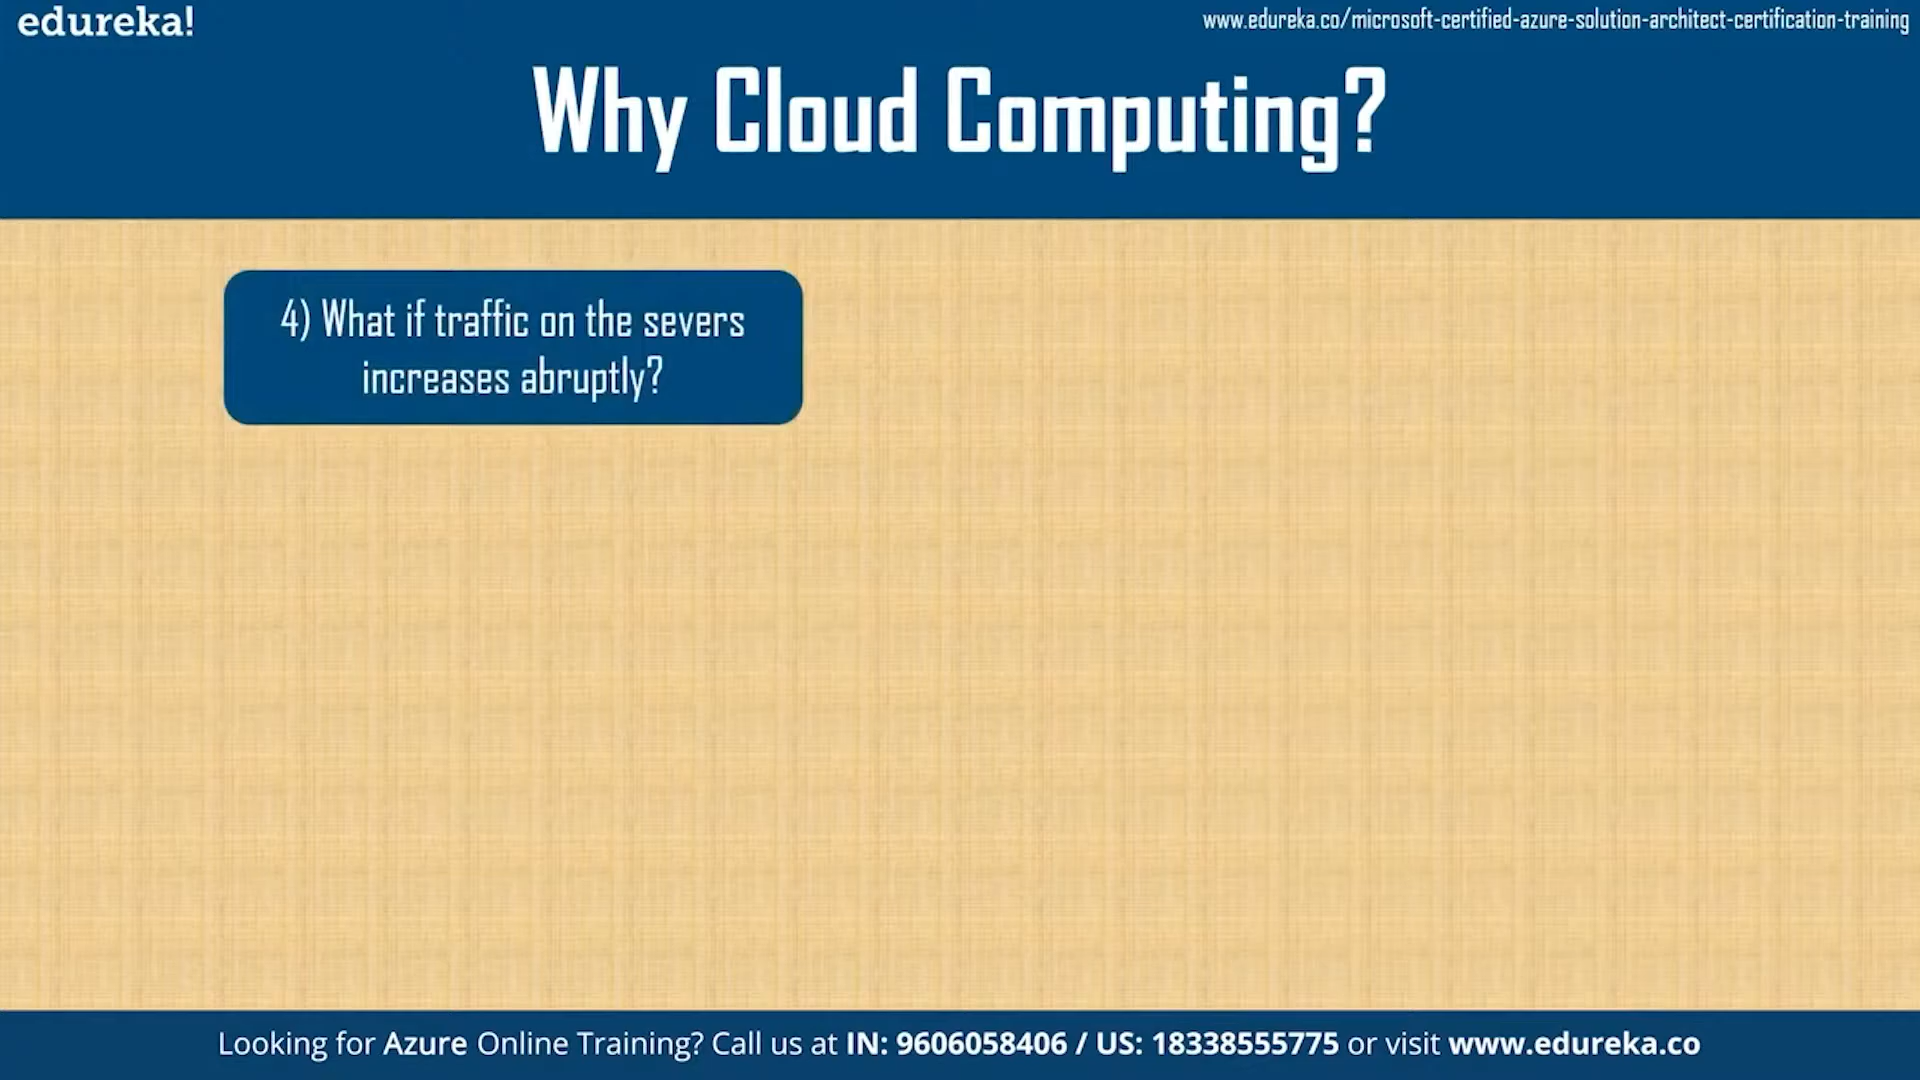 edureka!
www.edureka.co/microsoft-certified-azure-solution-architect-certification-training
Why Cloud Computing?
4) What if traffic on the severs
increases abruptly?
Looking for Azure Online Training? Call us at IN: 9606058406 / US: 18338555775 or visit www.edureka.co